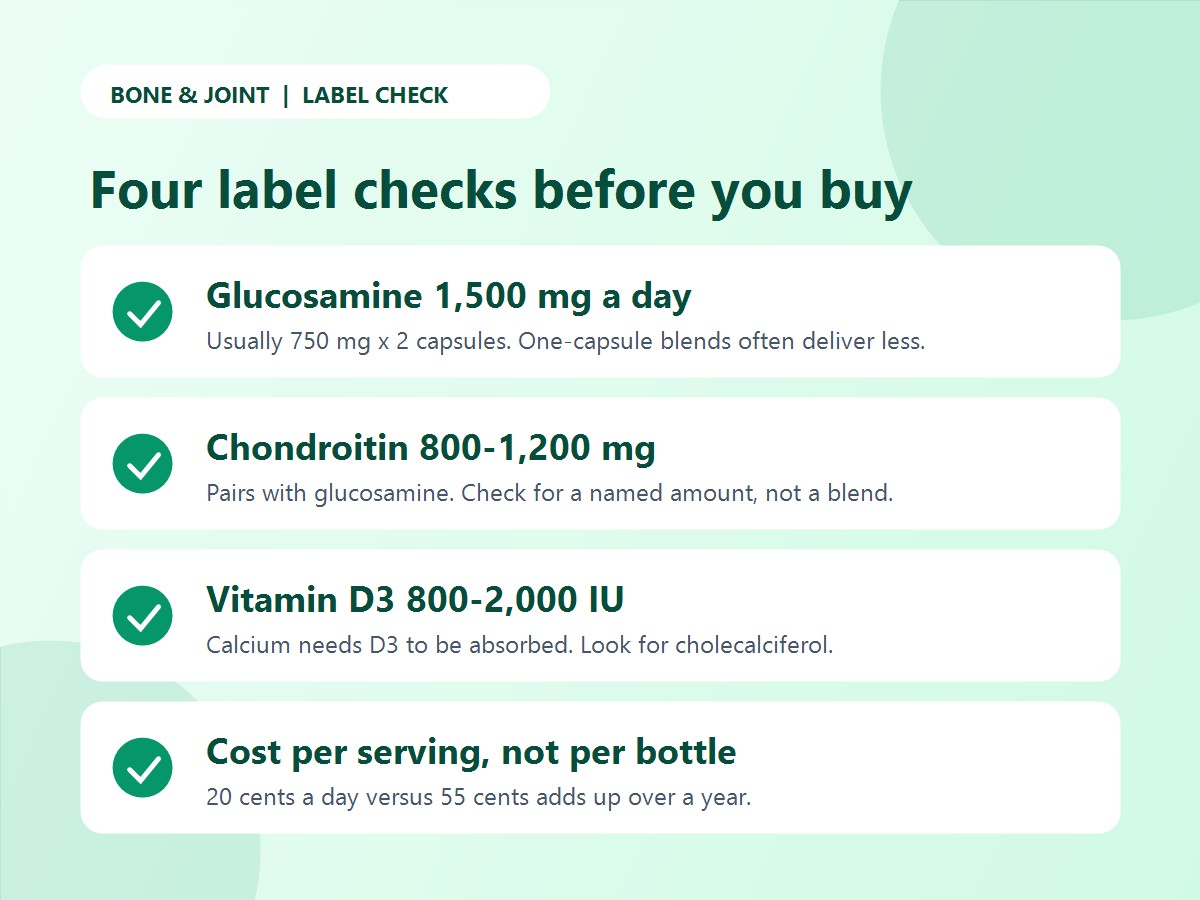 BONE & JOINT | LABEL CHECK
Four label checks before you buy
Glucosamine 1,500 mg a day
Usually 750 mg x 2 capsules. One-capsule blends often deliver less.
Chondroitin 800-1,200 mg
Pairs with glucosamine. Check for a named amount, not a blend.
Vitamin D3 800-2,000 IU
Calcium needs D3 to be absorbed. Look for cholecalciferol.
Cost per serving, not per bottle
20 cents a day versus 55 cents adds up over a year.